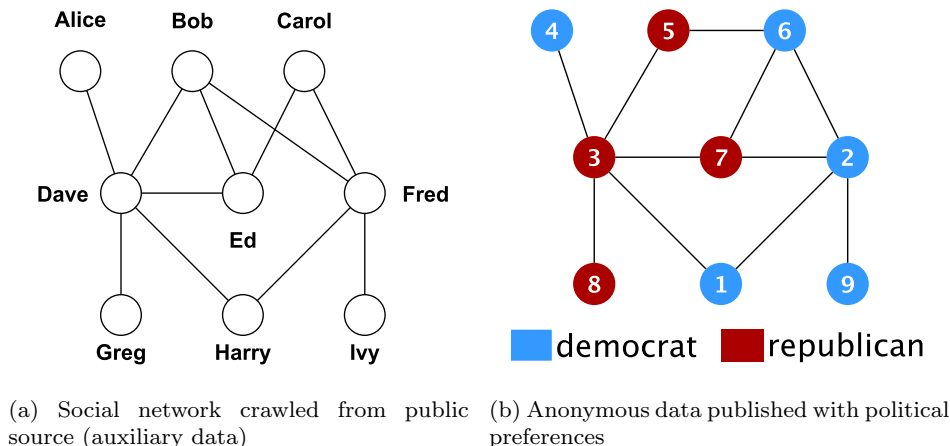 Alice Bob Carol
Dave Fred
Ed
Greg Harry Ivy
4 5 6
3 7 2
8 1 9
democrat republican
(a) Social network crawled from public
source (auxiliary data)
(b) Anonymous data published with political
preferences